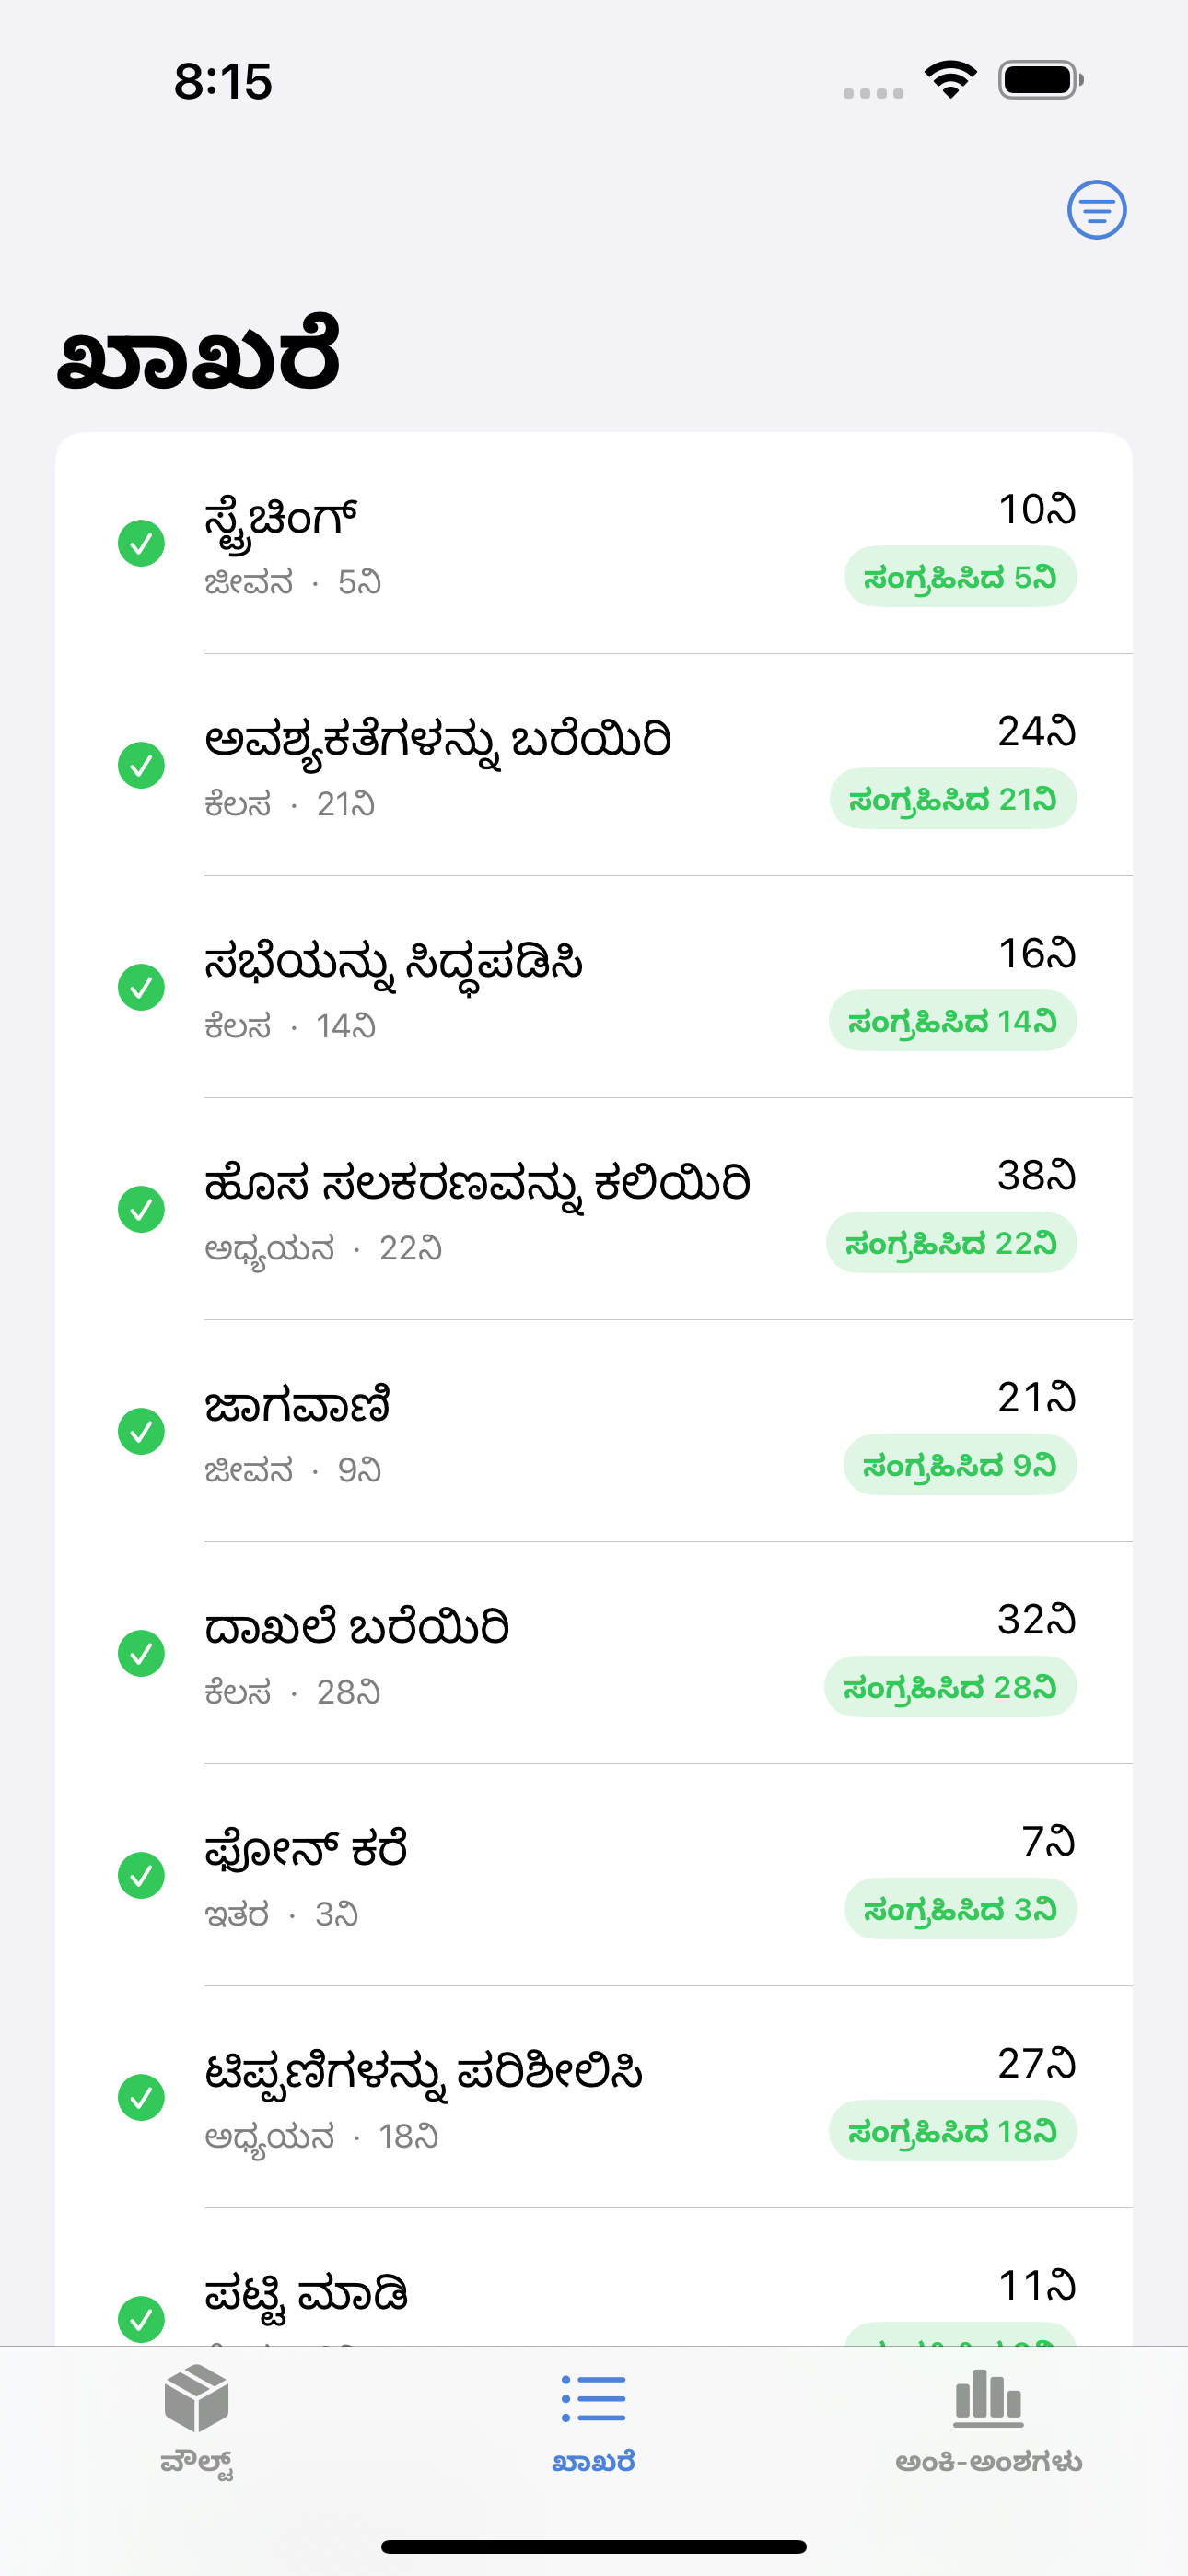 8:15
ಖಾಖರೆ
ಸ್ಟ್ರೆಚಿಂಗ್
10ನಿ
ಜೀವನ · 5ನಿ
ಸಂಗ್ರಹಿಸಿದ 5ನಿ
ಅವಶ್ಯಕತೆಗಳನ್ನು ಬರೆಯಿರಿ
24ನಿ
ಕೆಲಸ · 21ನಿ
ಸಂಗ್ರಹಿಸಿದ 21ನಿ
ಸಭೆಯನ್ನು ಸಿದ್ಧಪಡಿಸಿ
16ನಿ
ಕೆಲಸ · 14ನಿ
ಸಂಗ್ರಹಿಸಿದ 14ನಿ
ಹೊಸ ಸಲಕರಣವನ್ನು ಕಲಿಯಿರಿ
38ನಿ
ಅಧ್ಯಯನ · 22ನಿ
ಸಂಗ್ರಹಿಸಿದ 22ನಿ
ಜಾಗವಾಣಿ
21ನಿ
ಜೀವನ · 9ನಿ
ಸಂಗ್ರಹಿಸಿದ 9ನಿ
ದಾಖಲೆ ಬರೆಯಿರಿ
32ನಿ
ಕೆಲಸ · 28ನಿ
ಸಂಗ್ರಹಿಸಿದ 28ನಿ
ಫೋನ್ ಕರೆ
7ನಿ
ಇತರ · 3ನಿ
ಸಂಗ್ರಹಿಸಿದ 3ನಿ
ಟಿಪ್ಪಣಿಗಳನ್ನು ಪರಿಶೀಲಿಸಿ
27ನಿ
ಅಧ್ಯಯನ · 18ನಿ
ಸಂಗ್ರಹಿಸಿದ 18ನಿ
ಪಟ್ಟಿ ಮಾಡಿ
11ನಿ
ವೌಲ್ಟ್
ಖಾಖರೆ
ಅಂಕಿ-ಅಂಶಗಳು